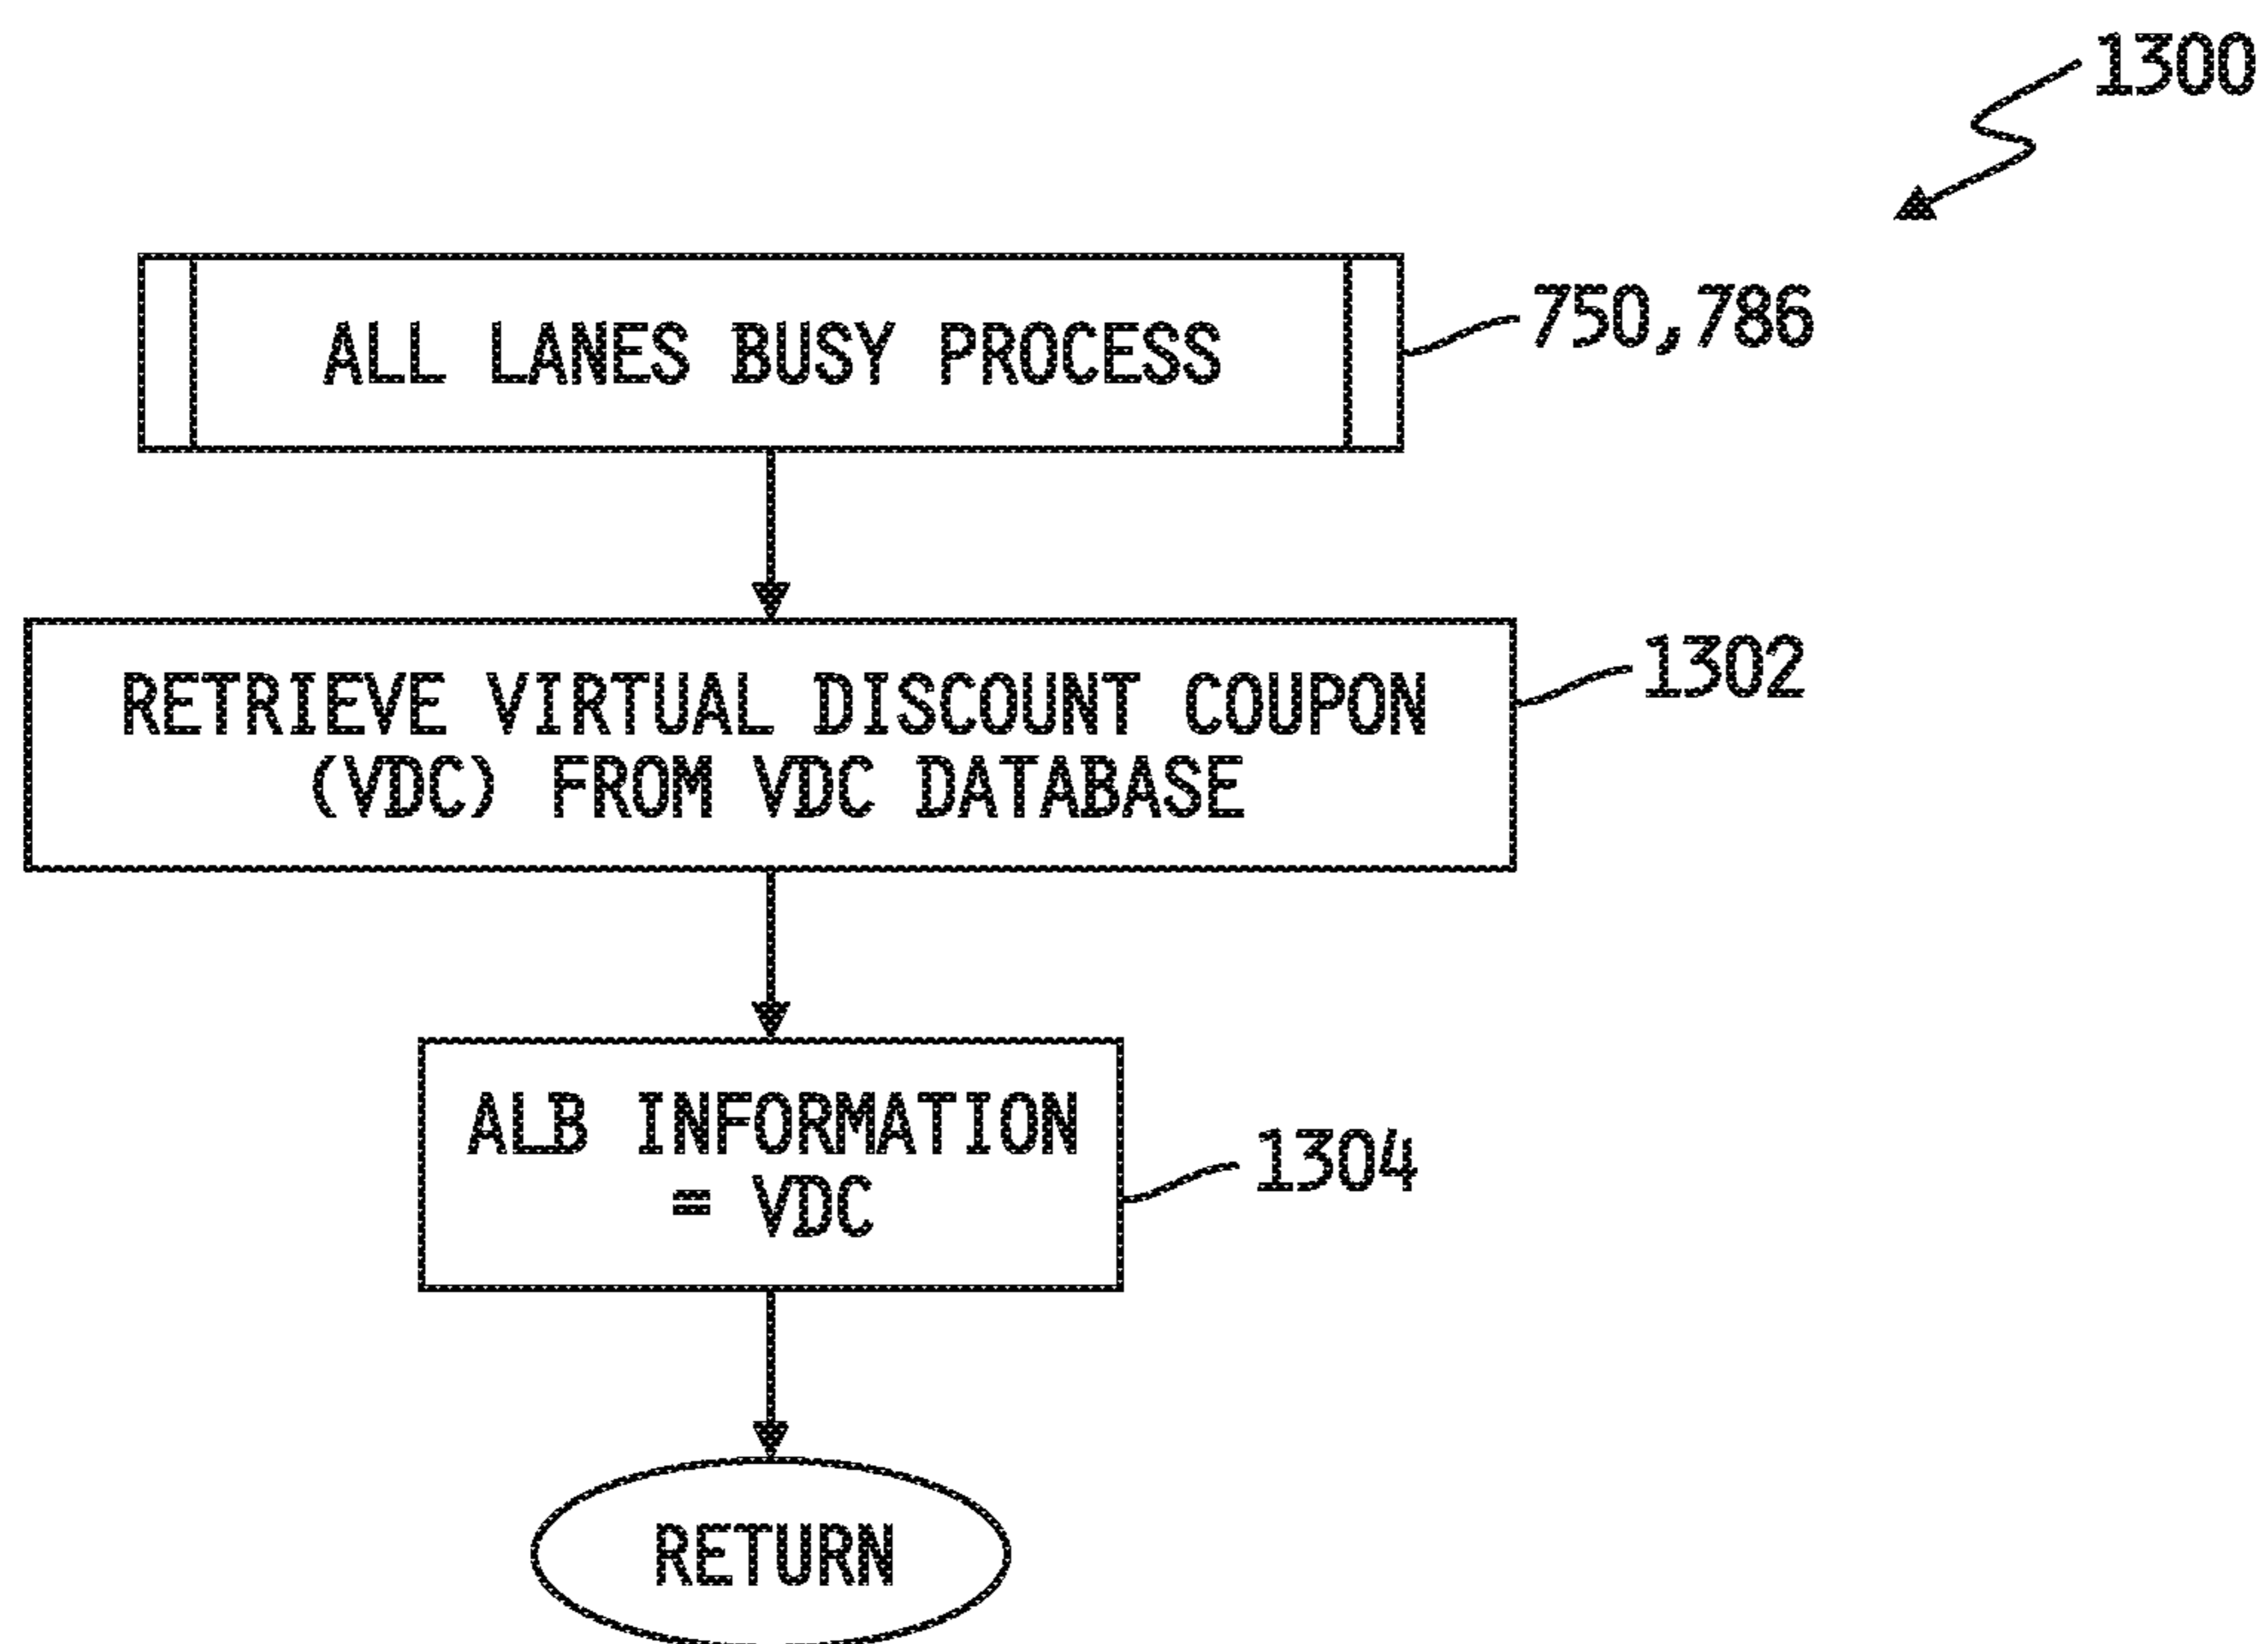 1300
ALL LANES BUSY PROCESS
750,786
RETRIEVE VIRTUAL DISCOUNT COUPON
(VDC) FROM VDC DATABASE
1302
ALB INFORMATION
= VDC
1304
RETURN